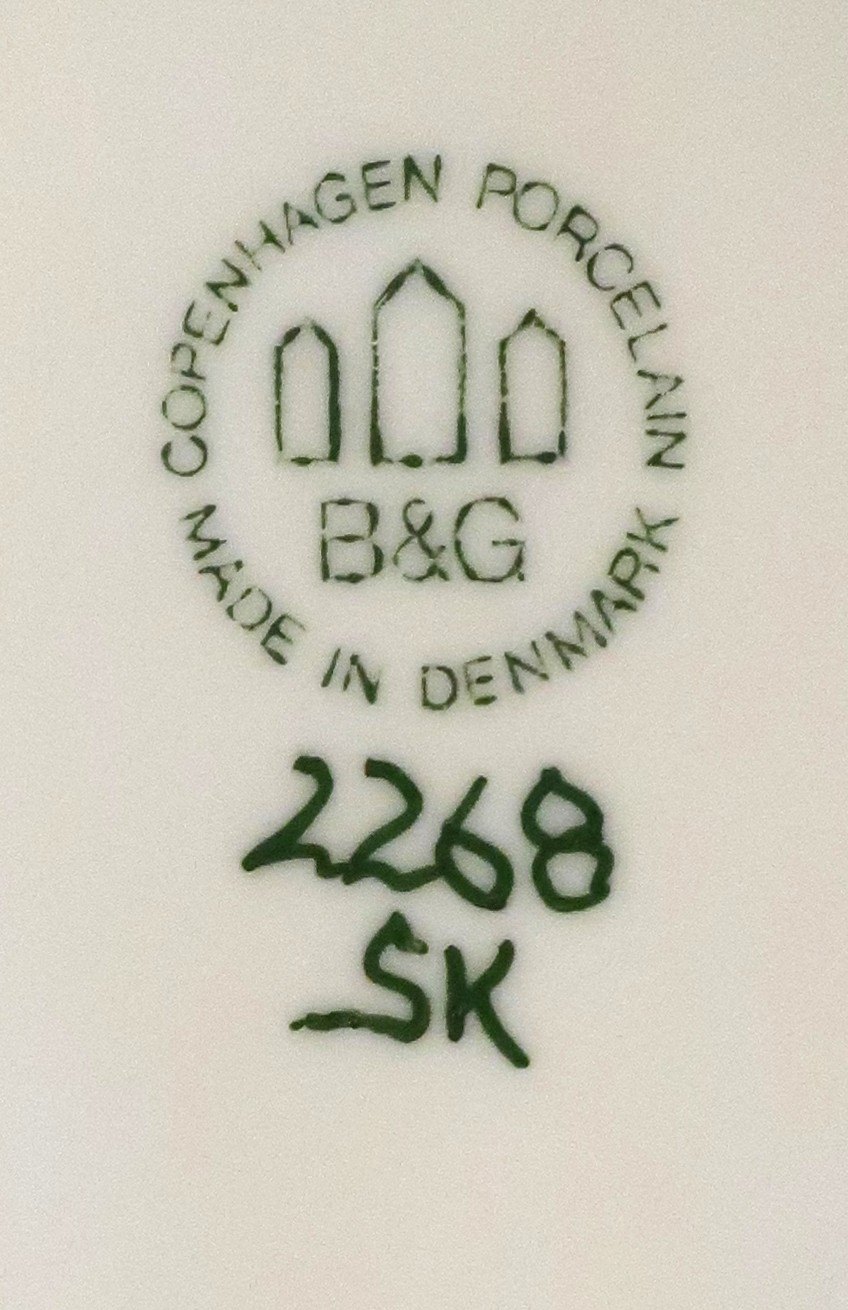 COPENHAGEN PORCELAIN
B&G
MADE IN DENMARK
2268
SK